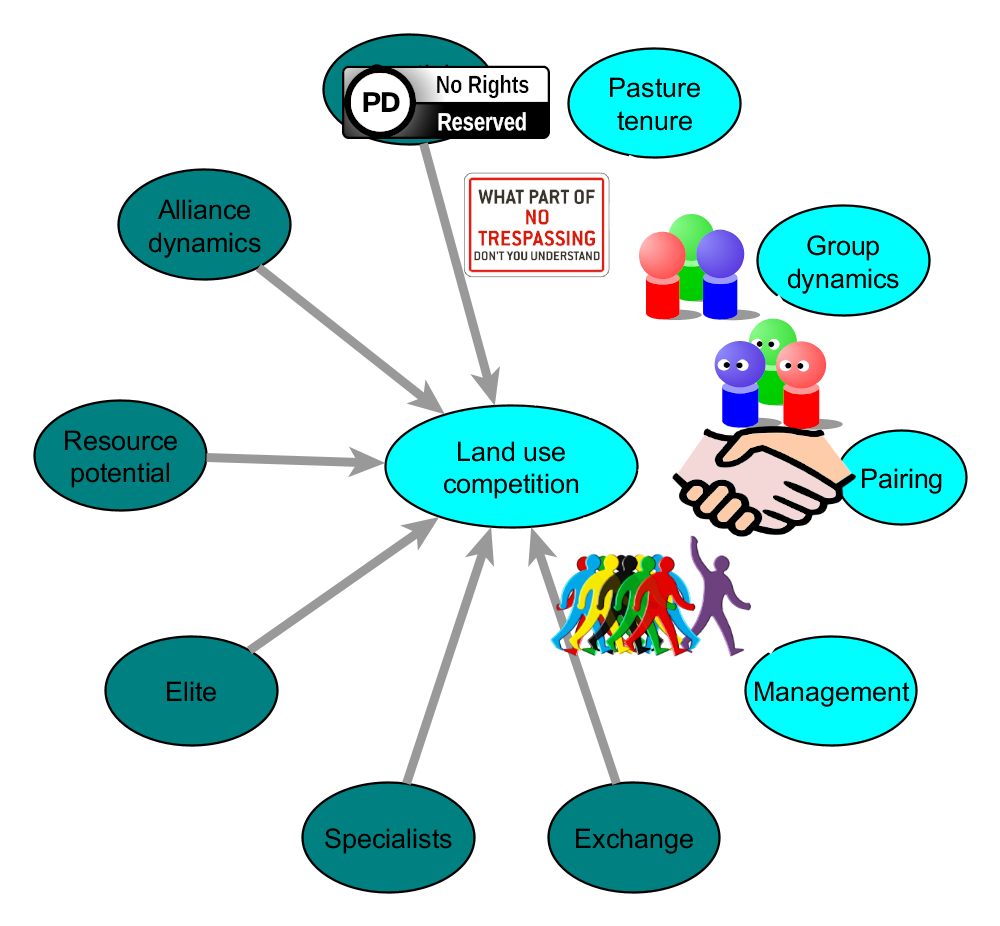 PD
No Rights
Reserved
Pasture
tenure
WHAT PART OF
NO
TRESPASSING
DON'T YOU UNDERSTAND
Alliance
dynamics
Group
dynamics
Resource
potential
Land use
competition
Pairing
Elite
Management
Specialists
Exchange